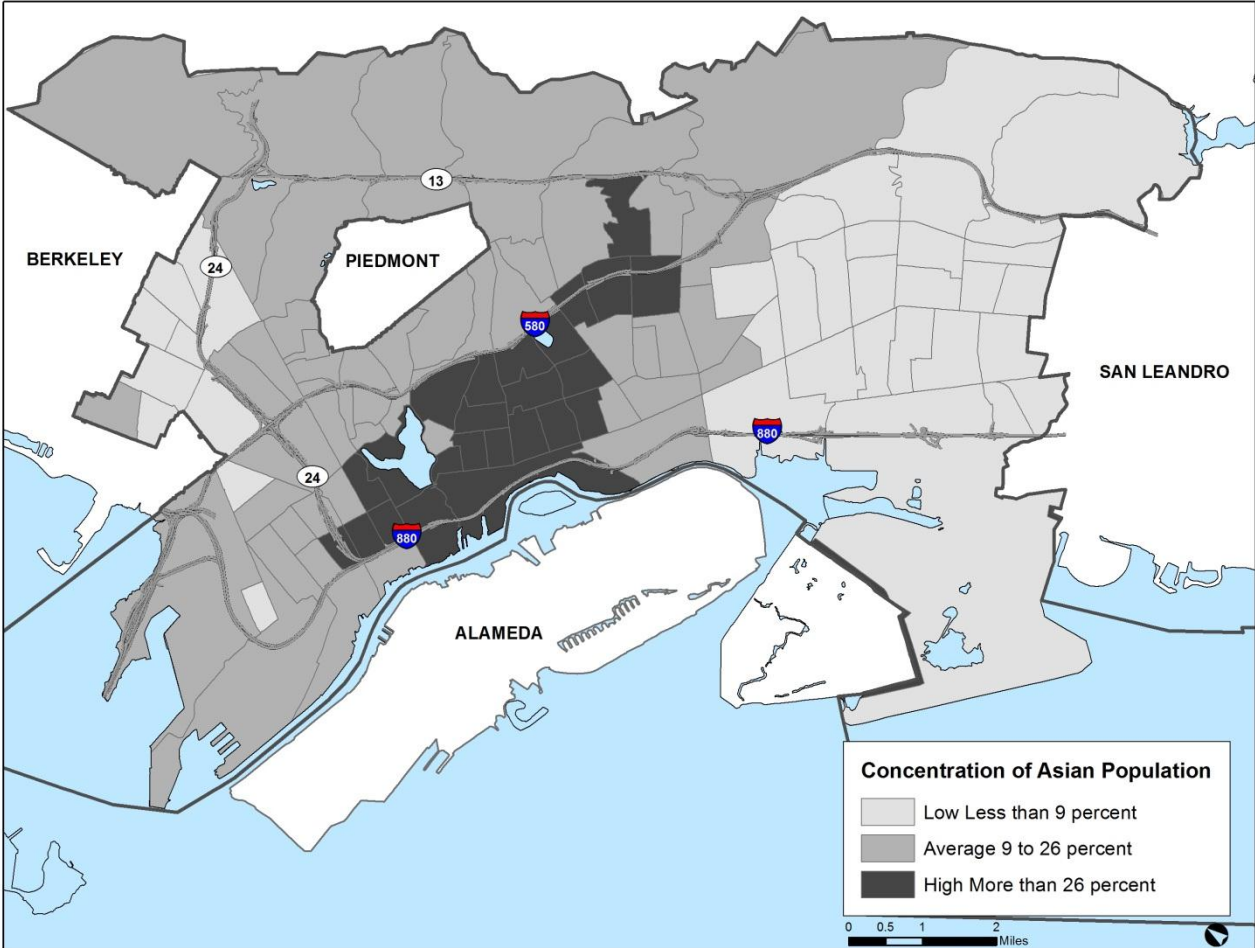 13
BERKELEY
24
PIEDMONT
580
SAN LEANDRO
880
24
880
ALAMEDA
Concentration of Asian Population
Low Less than 9 percent
Average 9 to 26 percent
High More than 26 percent
0 0.5 1 2
Miles